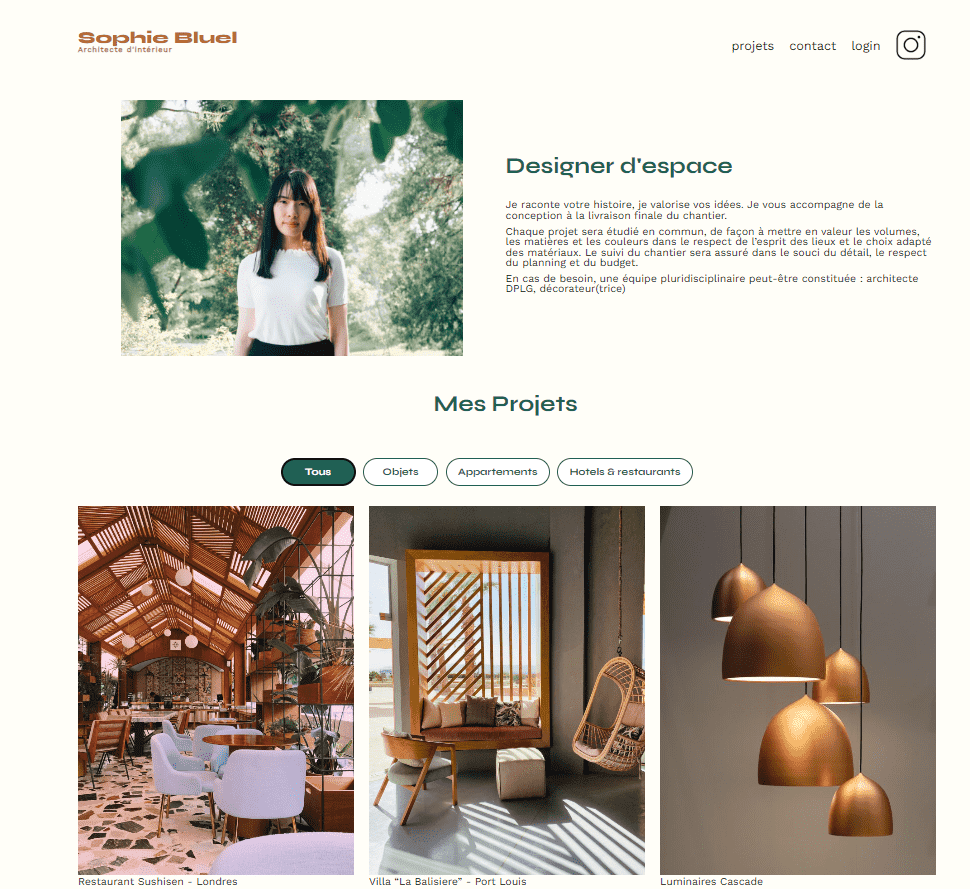 Sophie Bluel
Architecte d'intérieur
projets contact login
Designer d'espace
Je raconte votre histoire, je valorise vos idées. Je vous accompagne de la
conception à la livraison finale du chantier.
Chaque projet sera étudié en commun, de façon à mettre en valeur les volumes,
les matières et les couleurs dans le respect de l'esprit des lieux et le choix adapté
des matériaux. Le suivi du chantier sera assuré dans le souci du détail, le respect
du planning et du budget.
En cas de besoin, une équipe pluridisciplinaire peut-être constituée : architecte
DPLG, décorateur(trice)
Mes Projets
Tous Objets Appartements Hotels & restaurants
Restaurant Sushisen - Londres
Villa “La Balisiere” - Port Louis
Luminaires Cascade